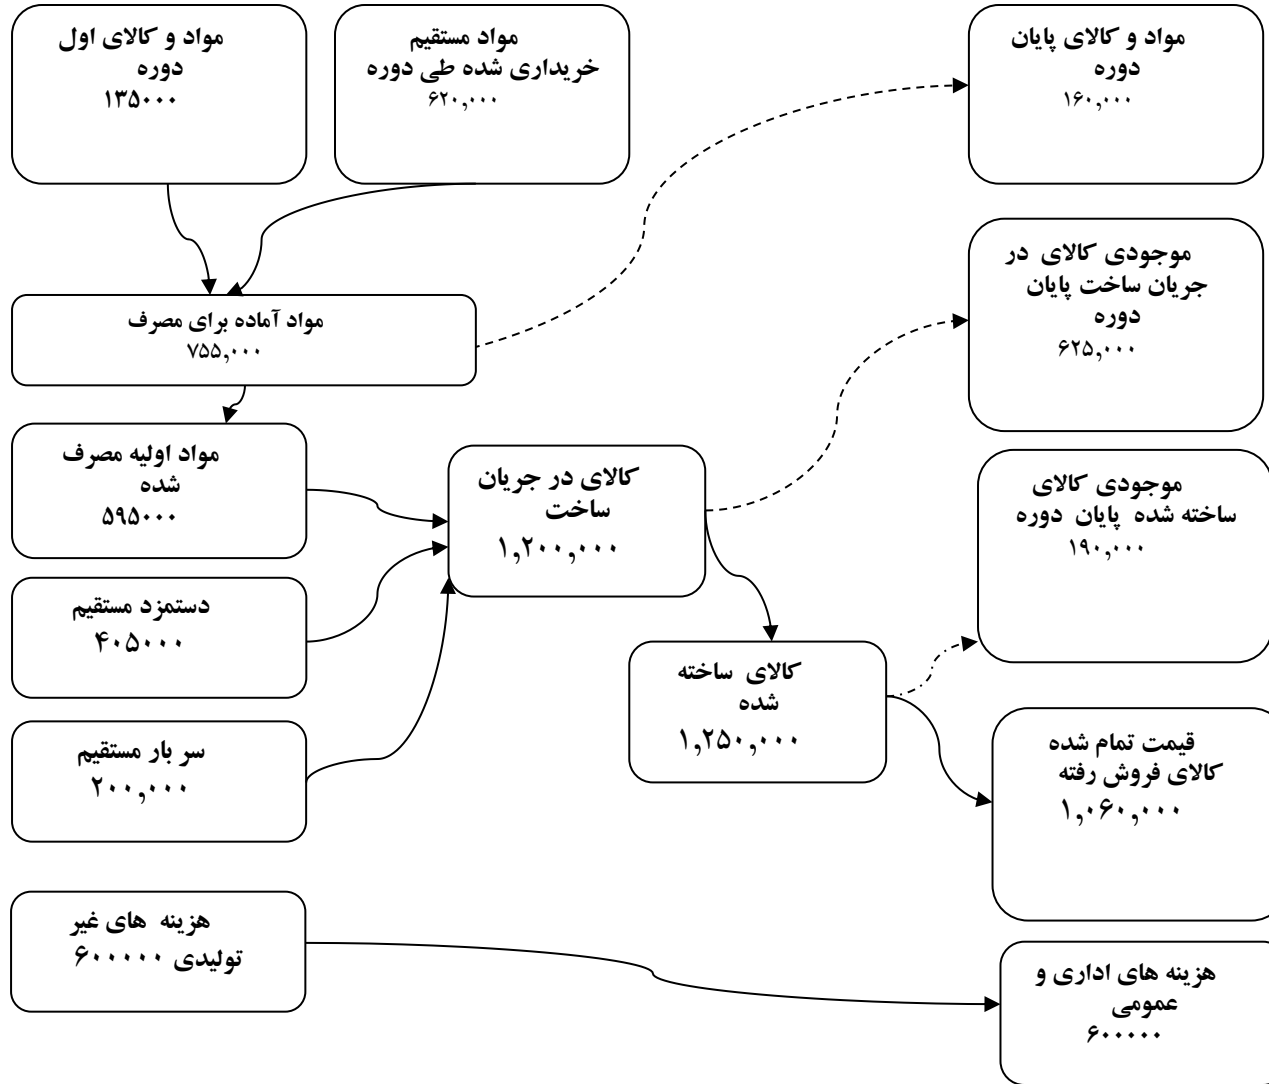 مواد و کالای اول
دوره
۱۳۵۰۰۰
مواد مستقیم
خریداری شده طی دوره
۶۲۰,۰۰۰
مواد و کالای پایان
دوره
۱۶۰,۰۰۰
موجودی کالای در
جریان ساخت پایان
دوره
۶۲۵,۰۰۰
مواد آماده برای مصرف
۷۵۵,۰۰۰
مواد اولیه مصرف
شده
۵۹۵۰۰۰
کالای در جریان
ساخت
۱,۲۰۰,۰۰۰
موجودی کالای
ساخته شده پایان دوره
۱۹۰,۰۰۰
دستمزد مستقیم
۴۰۵۰۰۰
کالای ساخته
شده
۱,۲۵۰,۰۰۰
سر بار مستقیم
۲۰۰,۰۰۰
قیمت تمام شده
کالای فروش رفته
۱,۰۶۰,۰۰۰
هزینه های غیر
تولیدی ۶۰۰۰۰۰
هزینه های اداری و
عمومی
۶۰۰۰۰۰